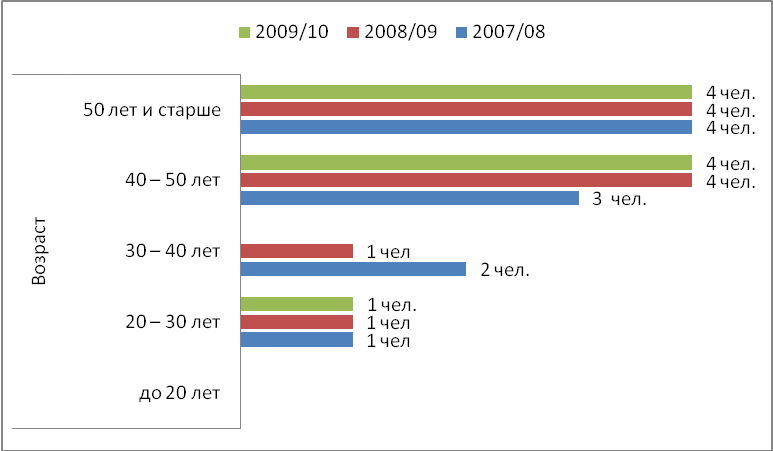 2009/10 2008/09 2007/08
Возраст
50 лет и старше
4 чел.
4 чел.
4 чел.
40 – 50 лет
4 чел.
4 чел.
3 чел.
30 – 40 лет
1 чел
2 чел.
20 – 30 лет
1 чел.
1 чел
1 чел
до 20 лет